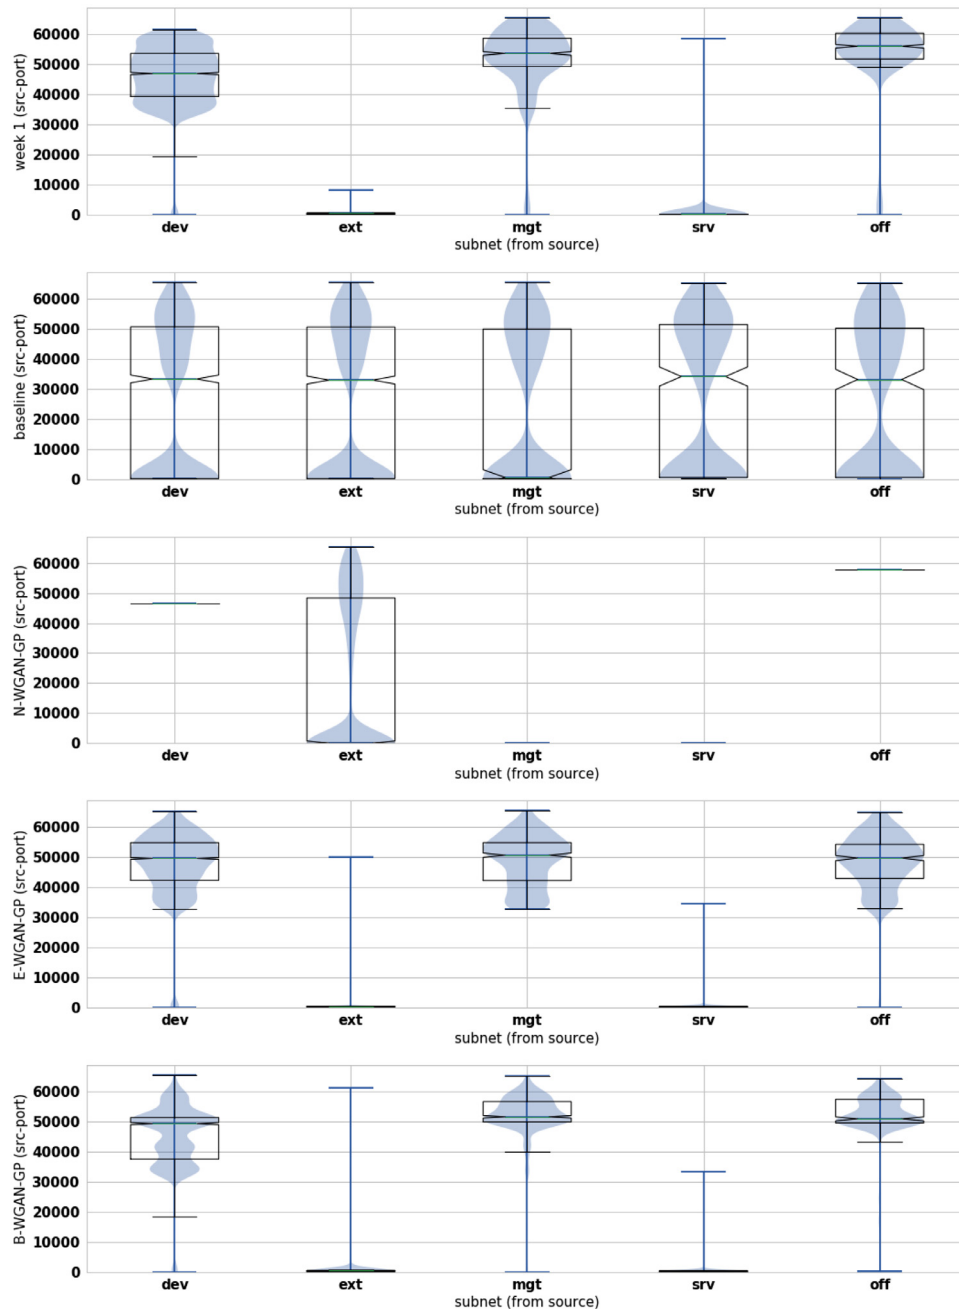 week 1 (src-port)
60000
50000
40000
30000
20000
10000
0
dev ext mgt srv off
subnet (from source)
baseline (src-port)
60000
50000
40000
30000
20000
10000
0
dev ext mgt srv off
subnet (from source)
N-WGAN-GP (src-port)
60000
50000
40000
30000
20000
10000
0
dev ext mgt srv off
subnet (from source)
E-WGAN-GP (src-port)
60000
50000
40000
30000
20000
10000
0
dev ext mgt srv off
subnet (from source)
B-WGAN-GP (src-port)
60000
50000
40000
30000
20000
10000
0
dev ext mgt srv off
subnet (from source)